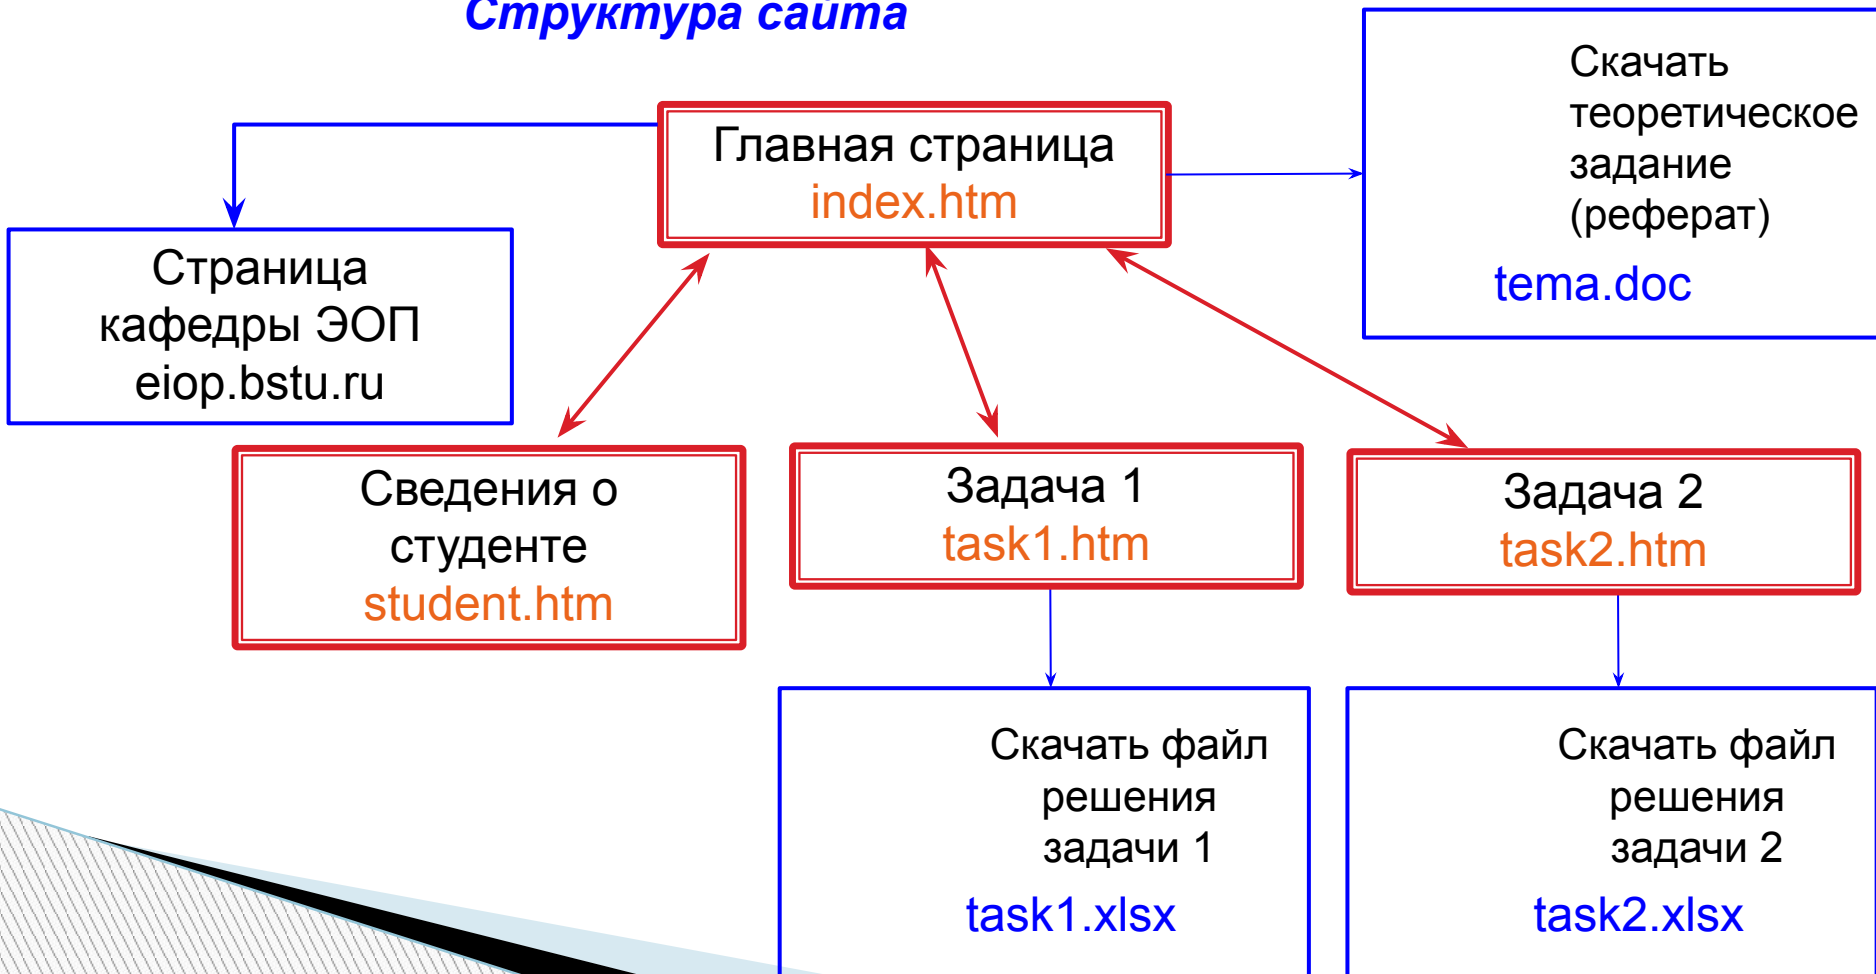 Структура сайта
Главная страница
index.htm
Скачать
теоретическое
задание
(реферат)
tema.doc
Страница
кафедры ЭОП
eiop.bstu.ru
Сведения о
студенте
student.htm
Задача 1
task1.htm
Задача 2
task2.htm
Скачать файл
решения
задачи 1
task1.xlsx
Скачать файл
решения
задачи 2
task2.xlsx